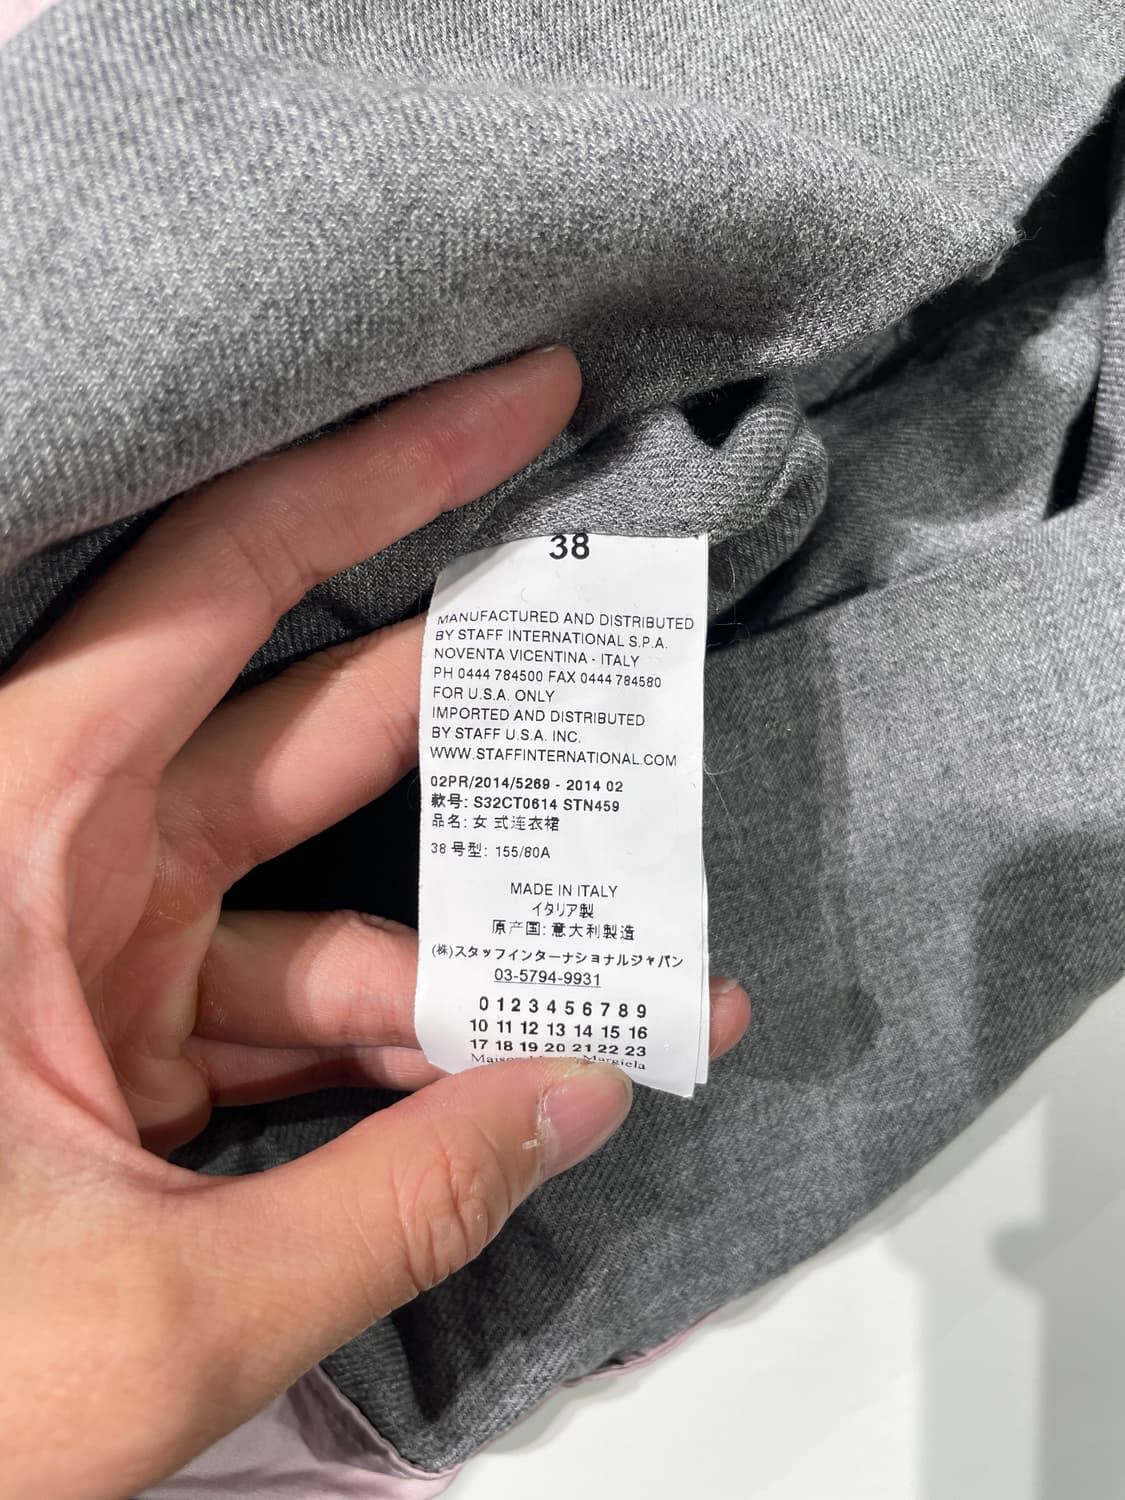 38
MANUFACTURED AND DISTRIBUTED
BY STAFF INTERNATIONAL S.P.A.
NOVENTA VICENTINA - ITALY
PH 0444 784500 FAX 0444 784580
FOR U.S.A. ONLY
IMPORTED AND DISTRIBUTED
BY STAFF U.S.A. INC.
WWW.STAFFINTERNATIONAL.COM
02PR/2014/5269 - 2014 02
款号: S32CT0614 STN459
品名: 女 式连衣裙
38 号型: 155/80A
MADE IN ITALY
イタリア製
原产国: 意大利製造
(株)スタッフインターナショナルジャパン
03-5794-9931
0 1 2 3 4 5 6 7 8 9
10 11 12 13 14 15 16
17 18 19 20 21 22 23
Maison Margiela